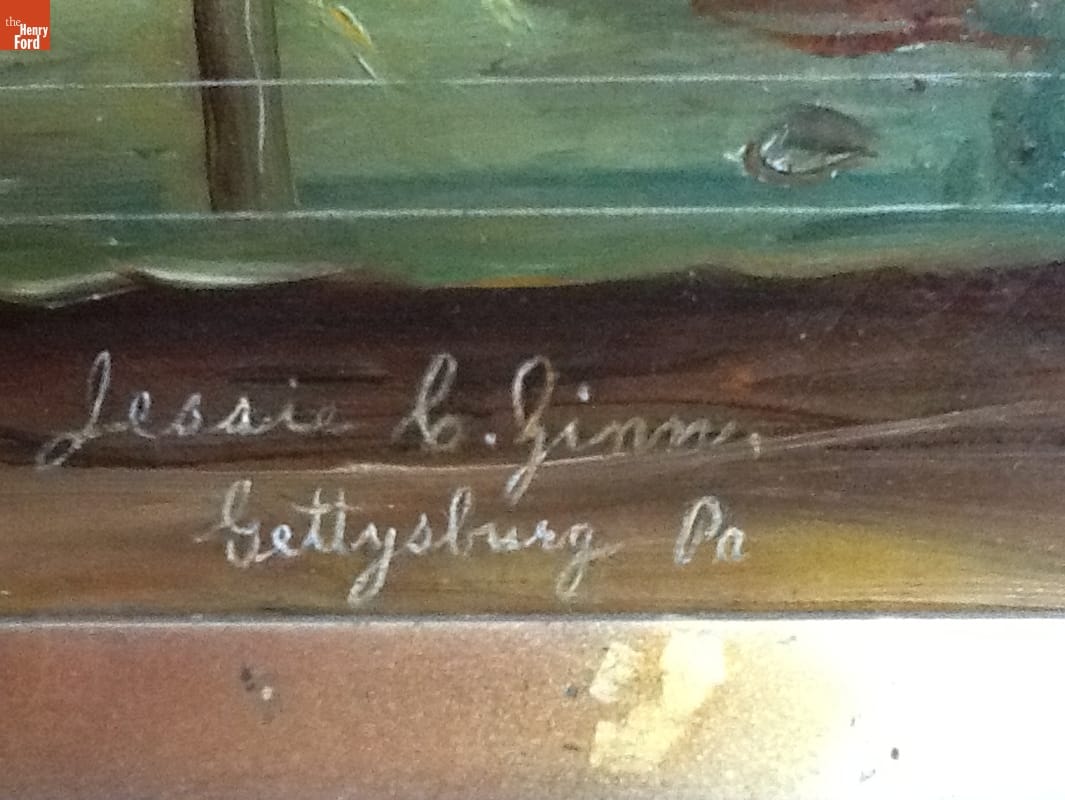 the
Henry
Ford
Jessie C. Zinn,
Gettysburg Pa